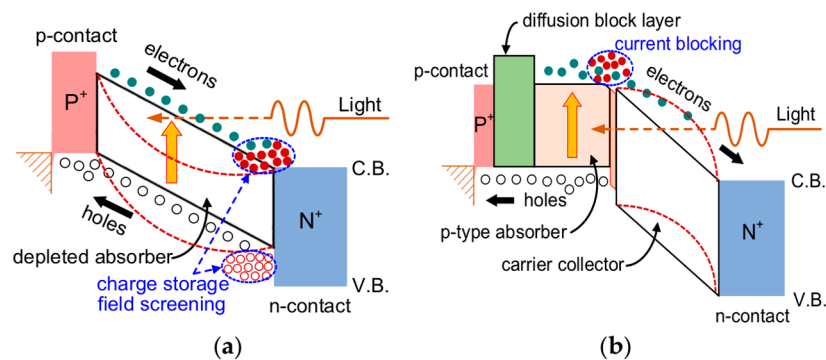 p-contact
electrons
P+
Light
C.B.
holes
N+
depleted absorber
charge storage
field screening
V.B.
n-contact
(a)
diffusion block layer
current blocking
p-contact
electrons
P+
Light
C.B.
holes
N+
p-type absorber
carrier collector
V.B.
n-contact
(b)